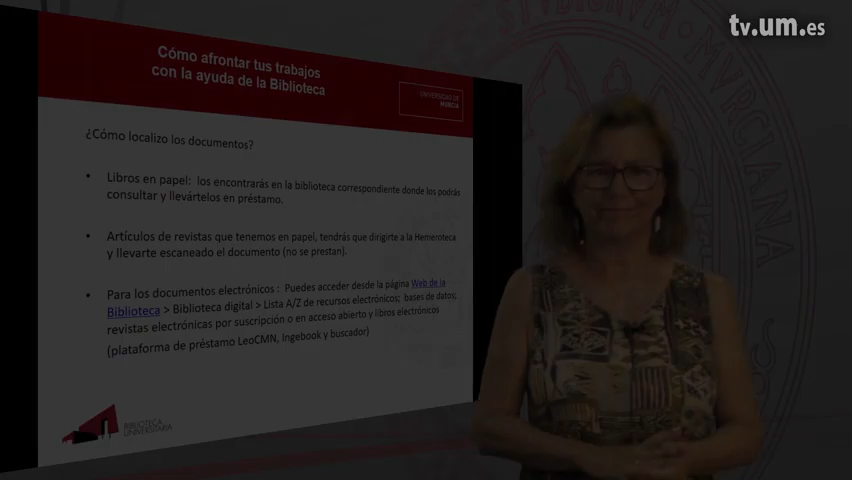 tv.um.es
STVDIORVM
MVRCIANA
Cómo afrontar tus trabajos
con la ayuda de la Biblioteca
UNIVERSIDAD DE
MURCIA
¿Cómo localizo los documentos?
• Libros en papel: los encontrarás en la biblioteca correspondiente donde los podrás
consultar y llevártelos en préstamo.
• Artículos de revistas que tenemos en papel, tendrás que dirigirte a la Hemeroteca
y llevarte escaneado el documento (no se prestan).
• Para los documentos electrónicos : Puedes acceder desde la página Web de la
Biblioteca > Biblioteca digital > Lista A/Z de recursos electrónicos; bases de datos;
revistas electrónicas por suscripción o en acceso abierto y libros electrónicos
(plataforma de préstamo LeoCMN, Ingebook y buscador)
BIBLIOTECA
UNIVERSITARIA